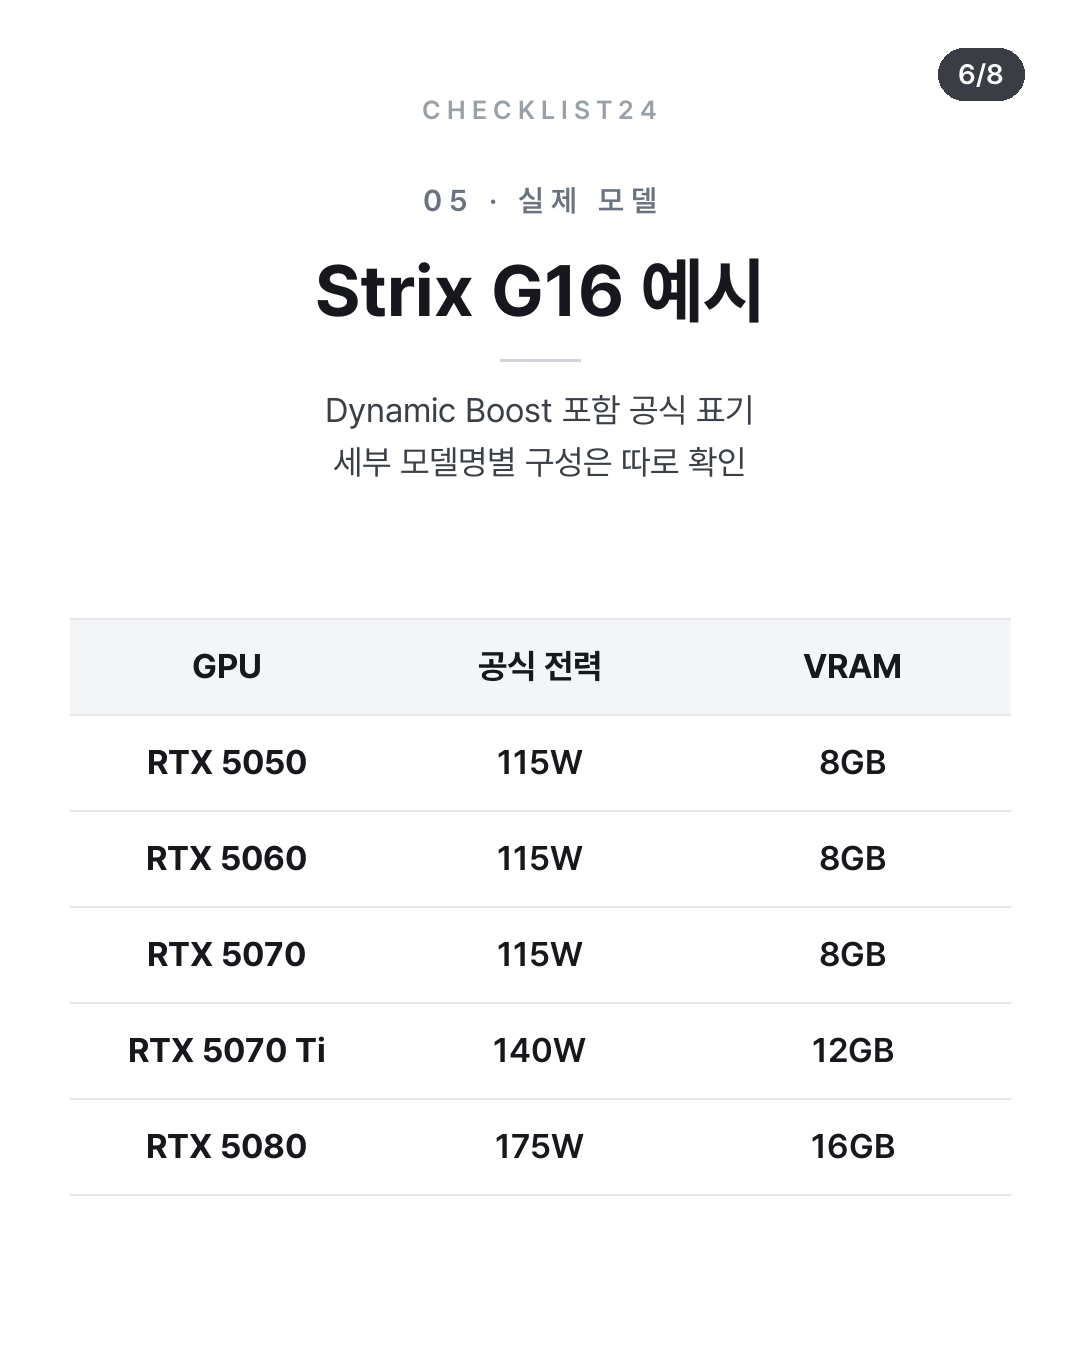 6/8
CHECKLIST24
05 · 실제 모델
Strix G16 예시
Dynamic Boost 포함 공식 표기
세부 모델명별 구성은 따로 확인
GPU 공식 전력 VRAM
RTX 5050 115W 8GB
RTX 5060 115W 8GB
RTX 5070 115W 8GB
RTX 5070 Ti 140W 12GB
RTX 5080 175W 16GB